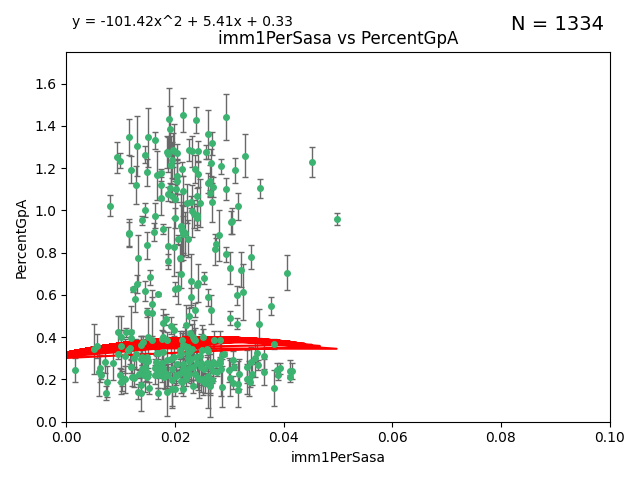 y = -101.42x^2 + 5.41x + 0.33
N = 1334
imm1PerSasa vs PercentGpA
PercentGpA
1.6
1.4
1.2
1.0
0.8
0.6
0.4
0.2
0.0
0.00 0.02 0.04 0.06 0.08 0.10
imm1PerSasa